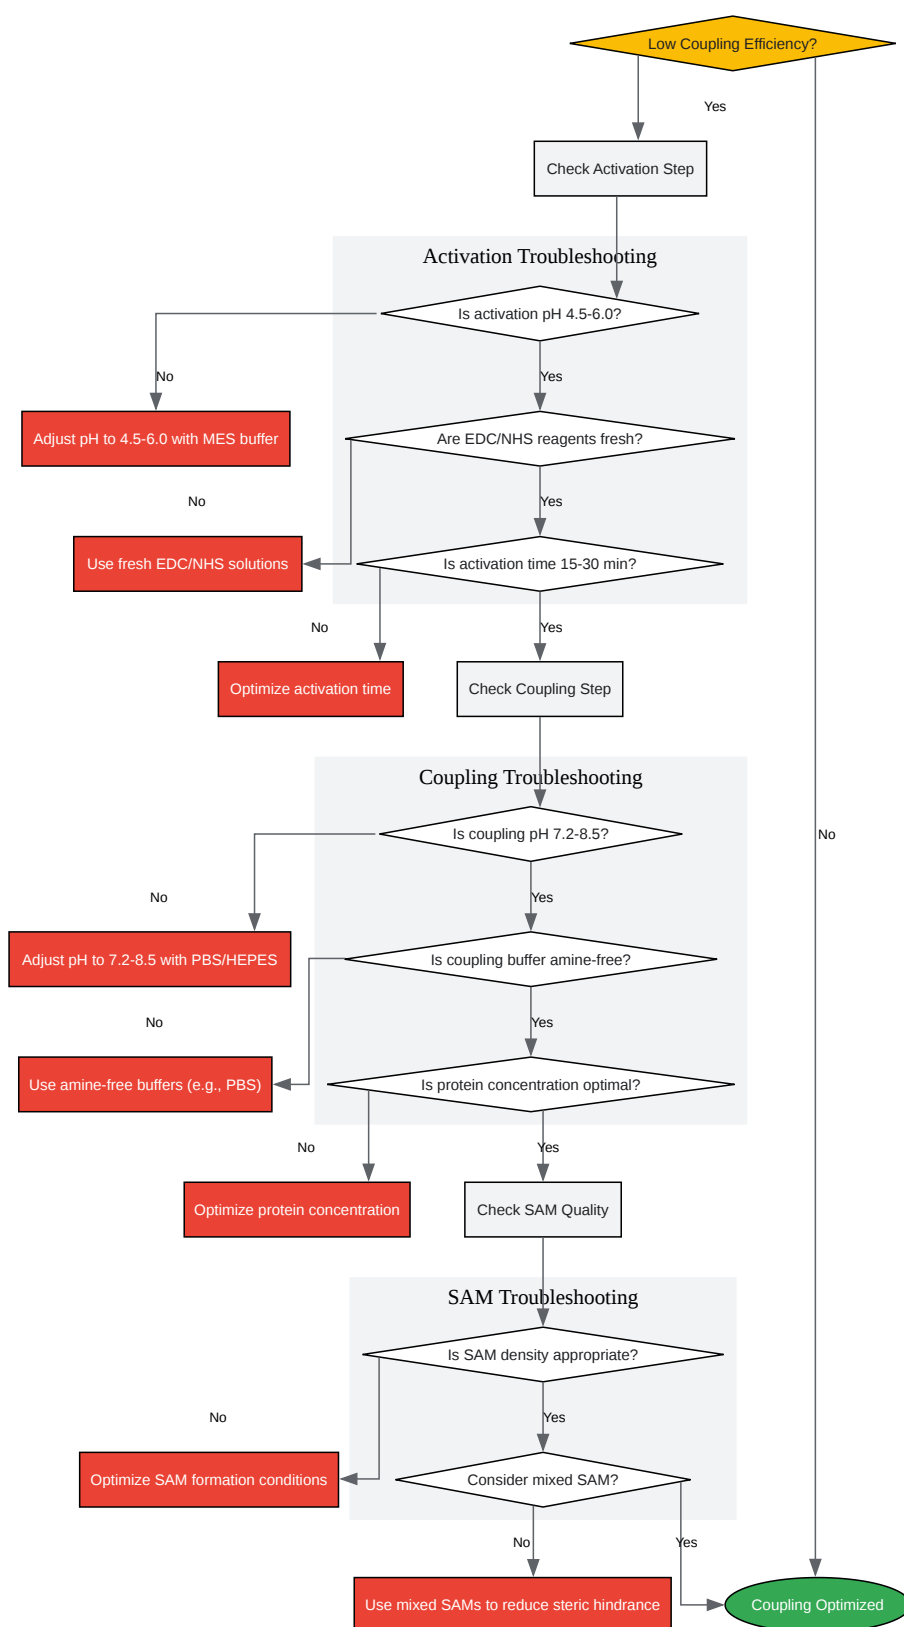 Low Coupling Efficiency?
Yes
Check Activation Step
Activation Troubleshooting
Is activation pH 4.5-6.0?
No
Yes
Adjust pH to 4.5-6.0 with MES buffer
Are EDC/NHS reagents fresh?
No
Yes
Use fresh EDC/NHS solutions
Is activation time 15-30 min?
No
Yes
Optimize activation time
Check Coupling Step
Coupling Troubleshooting
Is coupling pH 7.2-8.5?
No
No
Yes
Adjust pH to 7.2-8.5 with PBS/HEPES
Is coupling buffer amine-free?
No
Yes
Use amine-free buffers (e.g., PBS)
Is protein concentration optimal?
No
Yes
Optimize protein concentration
Check SAM Quality
SAM Troubleshooting
Is SAM density appropriate?
No
Yes
Optimize SAM formation conditions
Consider mixed SAM?
No
Yes
Use mixed SAMs to reduce steric hindrance
Coupling Optimized